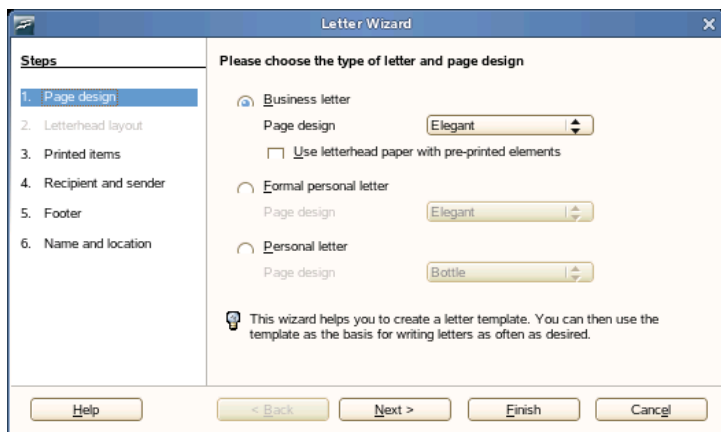 Letter Wizard
Steps
1. Page design
2. Letterhead layout
3. Printed items
4. Recipient and sender
5. Footer
6. Name and location
Please choose the type of letter and page design
Business letter
Page design Elegant
Use letterhead paper with pre-printed elements
Formal personal letter
Page design Elegant
Personal letter
Page design Bottle
This wizard helps you to create a letter template. You can then use the
template as the basis for writing letters as often as desired.
Help < Back Next > Finish Cancel